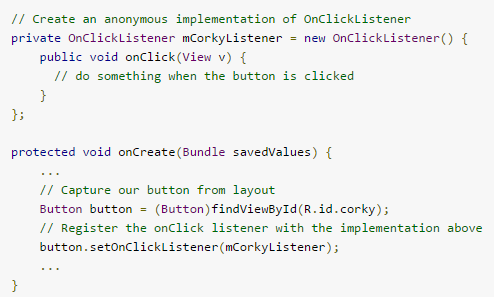 // Create an anonymous implementation of OnClickListener
private OnClickListener mCorkyListener = new OnClickListener() {
    public void onClick(View v) {
      // do something when the button is clicked
    }
};

protected void onCreate(Bundle savedValues) {
    ...
    // Capture our button from layout
    Button button = (Button)findViewById(R.id.corky);
    // Register the onClick listener with the implementation above
    button.setOnClickListener(mCorkyListener);
    ...
}